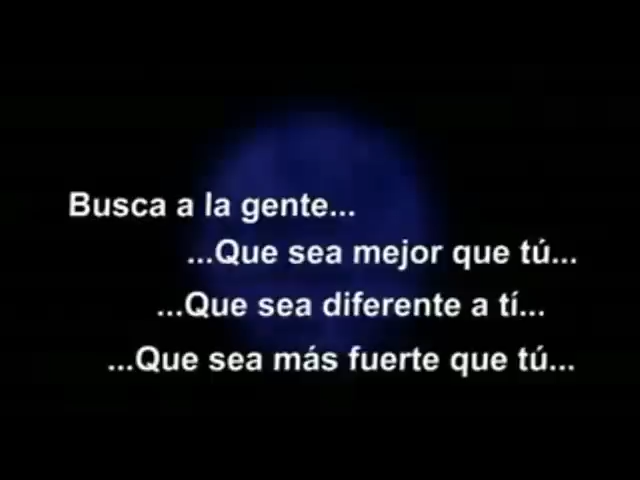 Busca a la gente...
...Que sea mejor que tú...
...Que sea diferente a tí...
...Que sea más fuerte que tú...